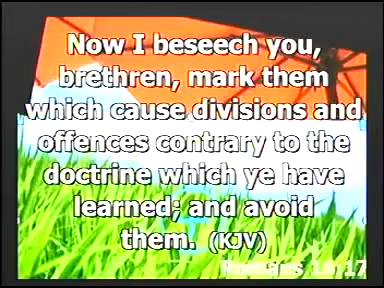 Now I beseech you,
brethren, mark them
which cause divisions and
offences contrary to the
doctrine which ye have
learned; and avoid
them. (KJV)
Romans 16:17